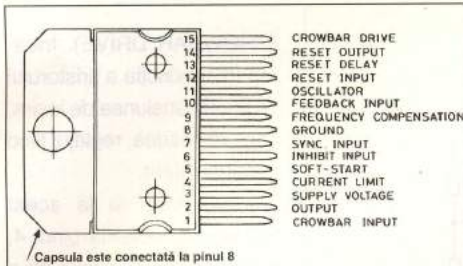 15 CROWBAR DRIVE
14 RESET OUTPUT
13 RESET DELAY
12 RESET INPUT
11 OSCILLATOR
10 FEEDBACK INPUT
9 FREQUENCY COMPENSATION
8 GROUND
7 SYNC. INPUT
6 INHIBIT INPUT
5 SOFT-START
4 CURRENT LIMIT
3 SUPPLY VOLTAGE
2 OUTPUT
1 CROWBAR INPUT
Capsula este conectată la pinul 8